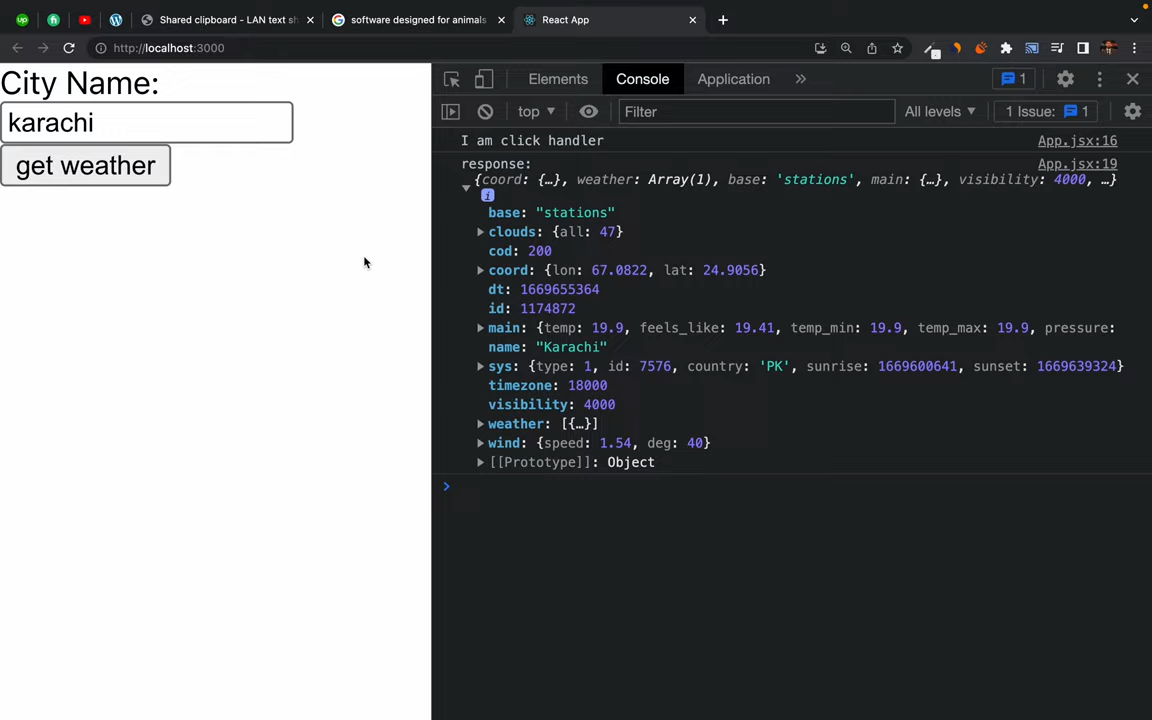 up fi Shared clipboard - LAN text sh software designed for animals React App
http://localhost:3000
City Name:
karachi
get weather
Elements Console Application » 1
top Filter All levels 1 Issue: 1
I am click handler App.jsx:16
response: App.jsx:19
{coord: {…}, weather: Array(1), base: 'stations', main: {…}, visibility: 4000, …}
i
base: "stations"
clouds: {all: 47}
cod: 200
coord: {lon: 67.0822, lat: 24.9056}
dt: 1669655364
id: 1174872
main: {temp: 19.9, feels_like: 19.41, temp_min: 19.9, temp_max: 19.9, pressure:
name: "Karachi"
sys: {type: 1, id: 7576, country: 'PK', sunrise: 1669600641, sunset: 1669639324}
timezone: 18000
visibility: 4000
weather: [{…}]
wind: {speed: 1.54, deg: 40}
[[Prototype]]: Object